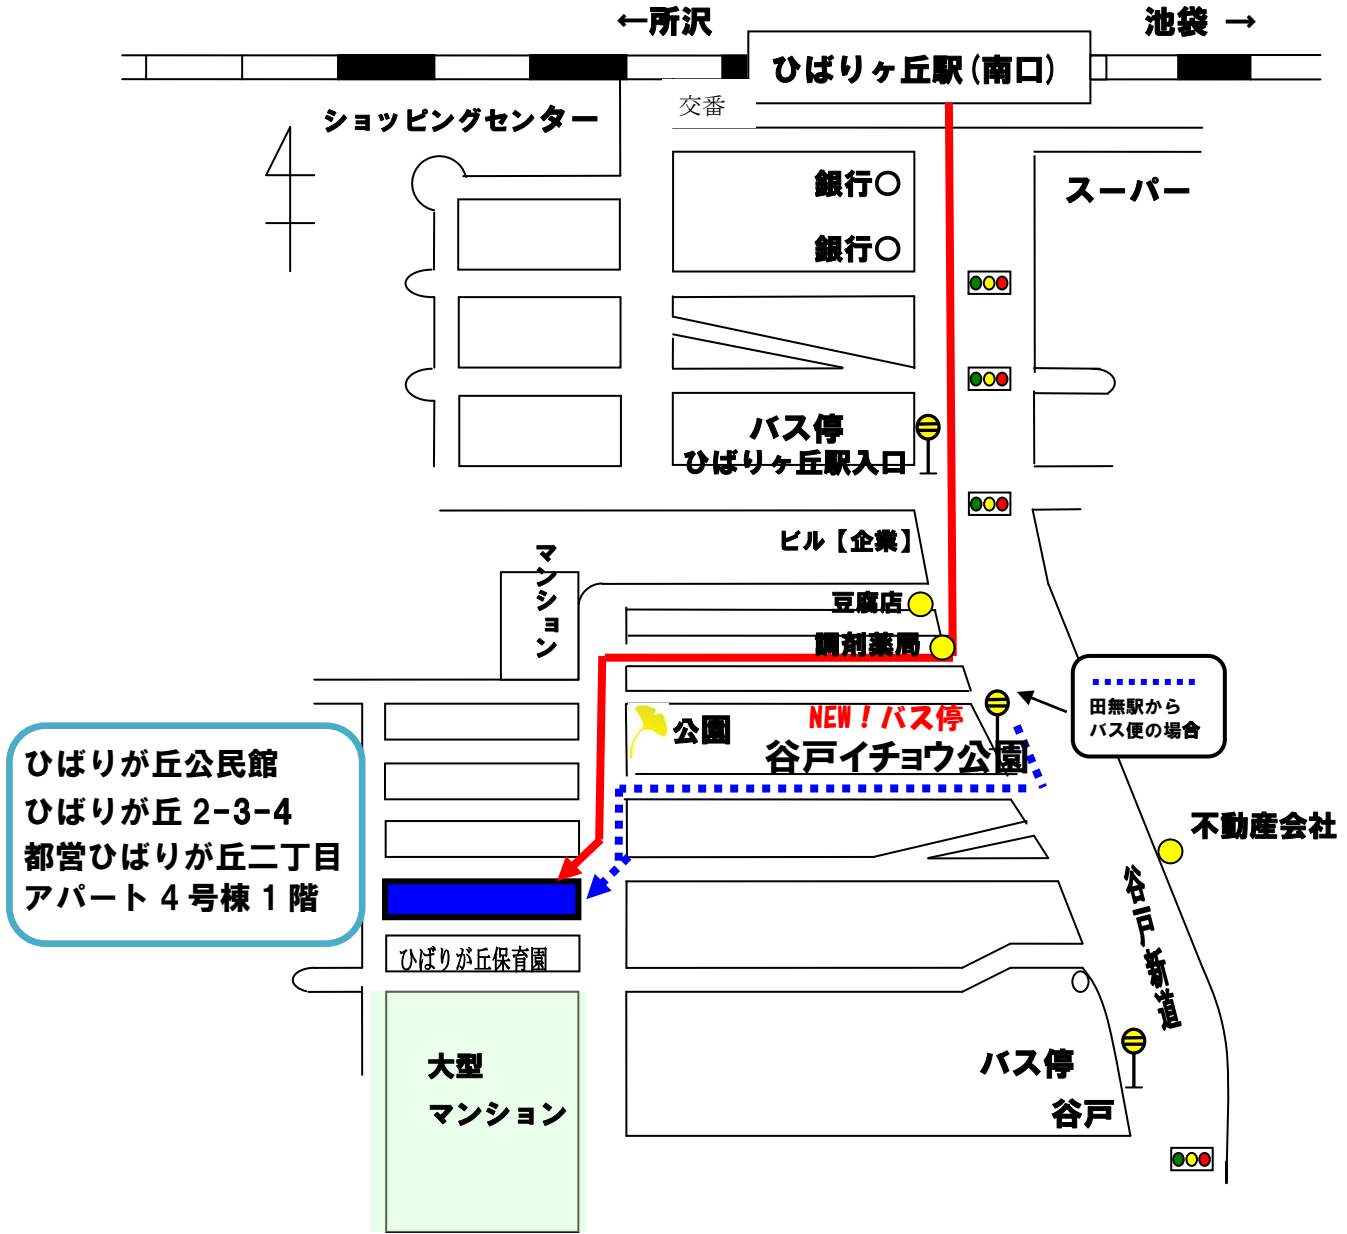 ←所沢
池袋 →
ひばりヶ丘駅(南口)
交番
ショッピングセンター
銀行○
スーパー
銀行○
バス停
ひばりヶ丘駅入口
ビル【企業】
マンション
豆腐店
調剤薬局
田無駅から
バス便の場合
NEW!バス停
公園
谷戸イチョウ公園
ひばりが丘公民館
ひばりが丘 2-3-4
都営ひばりが丘二丁目
アパート 4 号棟 1 階
不動産会社
谷戸新道
ひばりが丘保育園
大型
マンション
バス停
谷戸